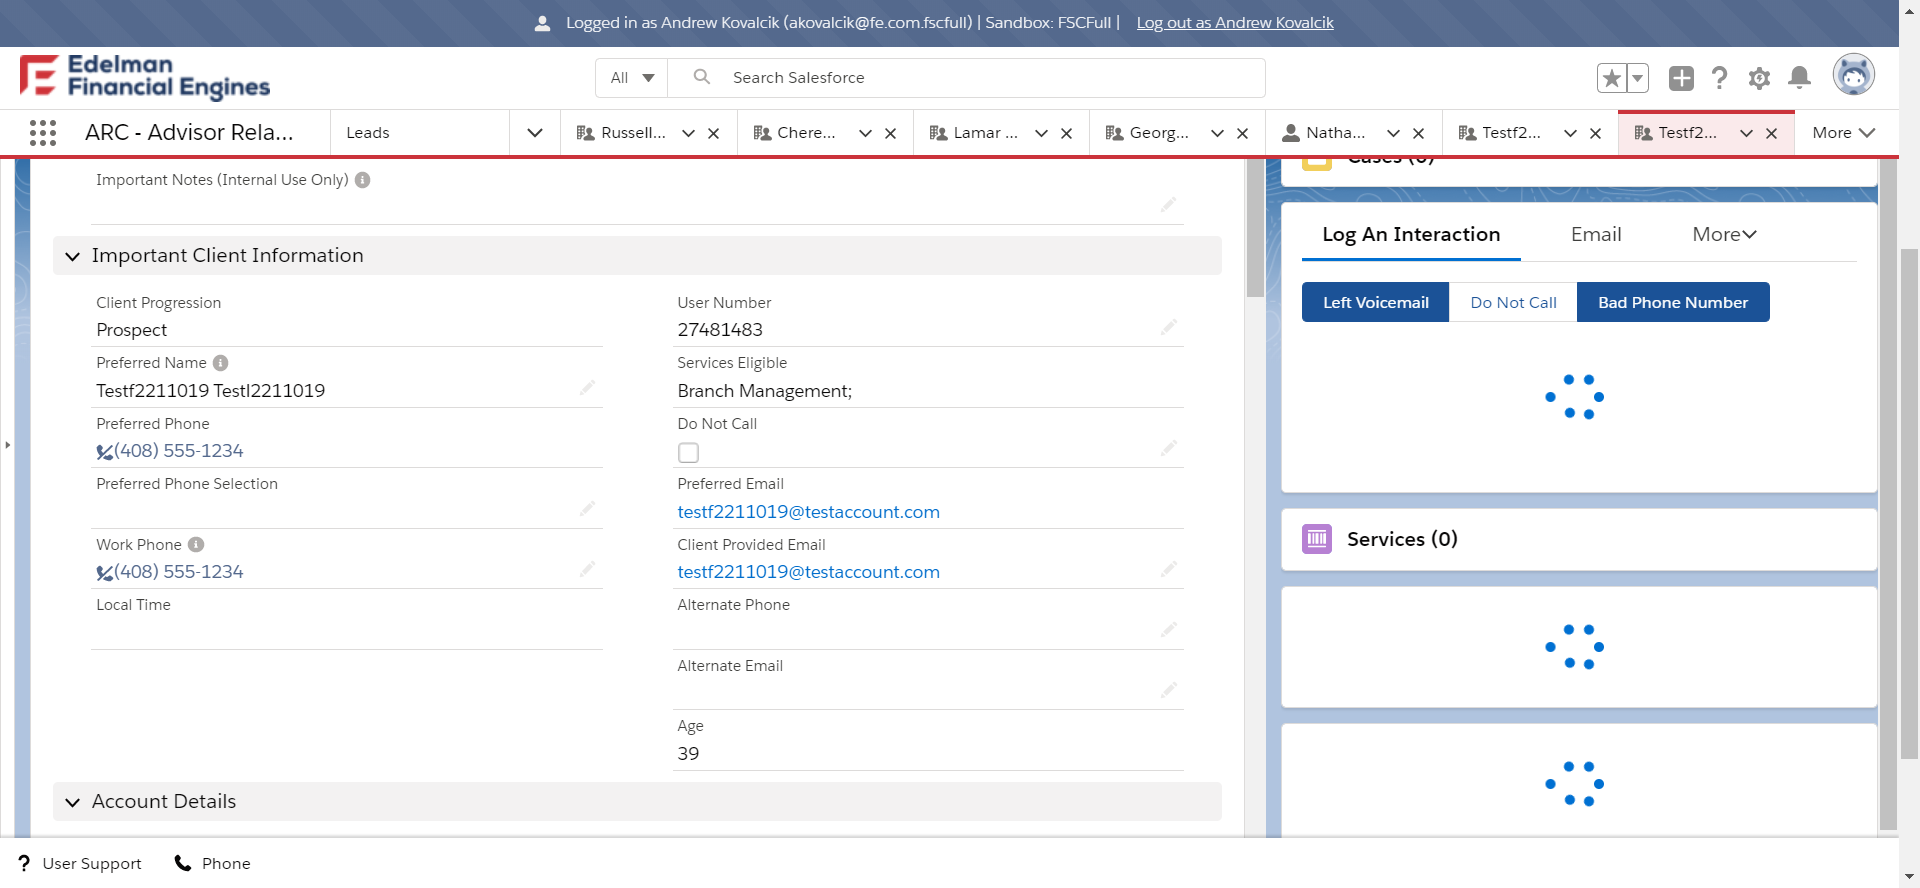 Logged in as Andrew Kovalcik (akovalcik@fe.com.fscfull) | Sandbox: FSCFull | Log out as Andrew Kovalcik
Edelman
Financial Engines
All
Search Salesforce
ARC - Advisor Rela...
Leads
Russell...
Chere...
Lamar ...
Georg...
Natha...
Testf2...
Testf2...
More
Important Notes (Internal Use Only)
Important Client Information
Client Progression
Prospect
Preferred Name
Testf2211019 Testl2211019
Preferred Phone
(408) 555-1234
Preferred Phone Selection
Work Phone
(408) 555-1234
Local Time
User Number
27481483
Services Eligible
Branch Management;
Do Not Call
Preferred Email
testf2211019@testaccount.com
Client Provided Email
testf2211019@testaccount.com
Alternate Phone
Alternate Email
Age
39
Account Details
Cases (0)
Log An Interaction
Email
More
Left Voicemail
Do Not Call
Bad Phone Number
Services (0)
User Support
Phone